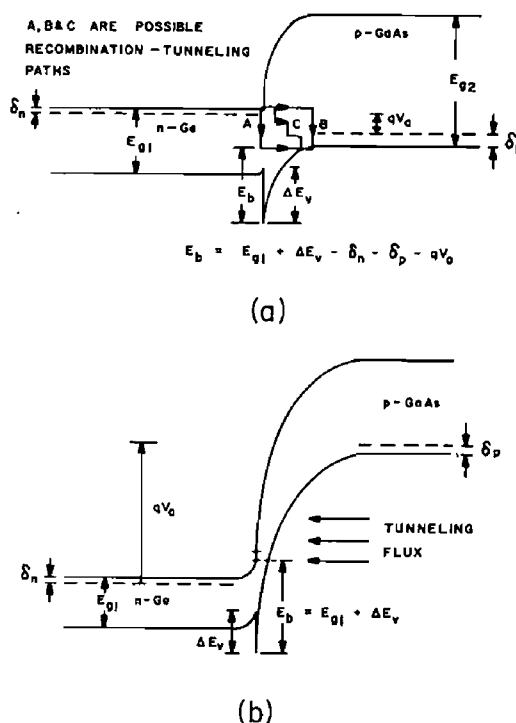 A,B&C ARE POSSIBLE
RECOMBINATION-TUNNELING
PATHS
p-GaAs
δn
n-Ge
Eg1
A
C
B
qVa
Eg2
δ
Eb
ΔEv
Eb = Eg1 + ΔEv - δn - δp - qVa
(a)
p-GaAs
δp
qVa
TUNNELING
FLUX
δn
Eg1
n-Ge
ΔEv
Eb = Eg1 + ΔEv
(b)